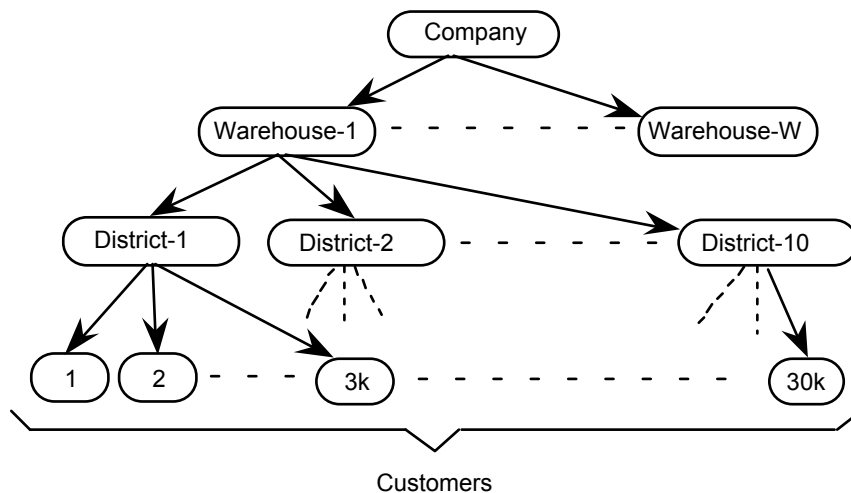 Company
Warehouse-1
Warehouse-W
District-1
District-2
District-10
1
2
3k
30k
Customers